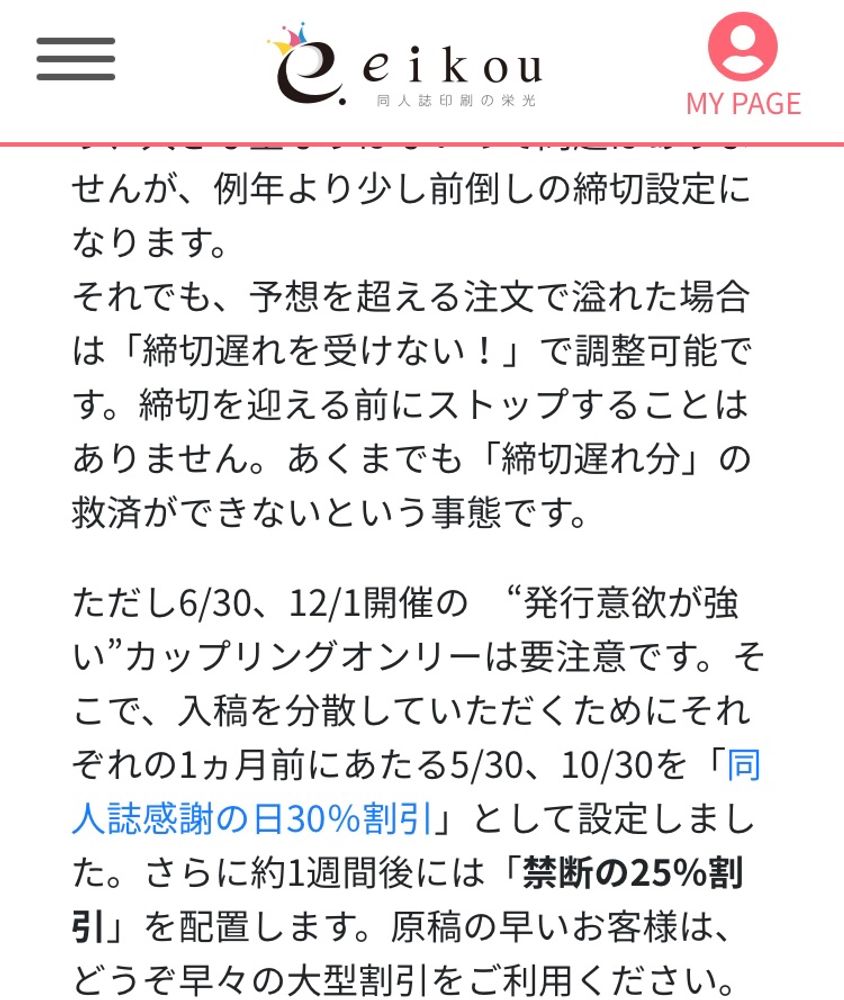 eikou
同人誌印刷の栄光
MY PAGE
せんが、例年より少し前倒しの締切設定に
なります。
それでも、予想を超える注文で溢れた場合
は「締切遅れを受けない！」で調整可能で
す。締切を迎える前にストップすることは
ありません。あくまでも「締切遅れ分」の
救済ができないという事態です。
ただし6/30、12/1開催の　“発行意欲が強
い”カップリングオンリーは要注意です。そ
こで、入稿を分散していただくためにそれ
ぞれの1ヵ月前にあたる5/30、10/30を「同
人誌感謝の日30％割引」として設定しまし
た。さらに約1週間後には「禁断の25％割
引」を配置します。原稿の早いお客様は、
どうぞ早々の大型割引をご利用ください。